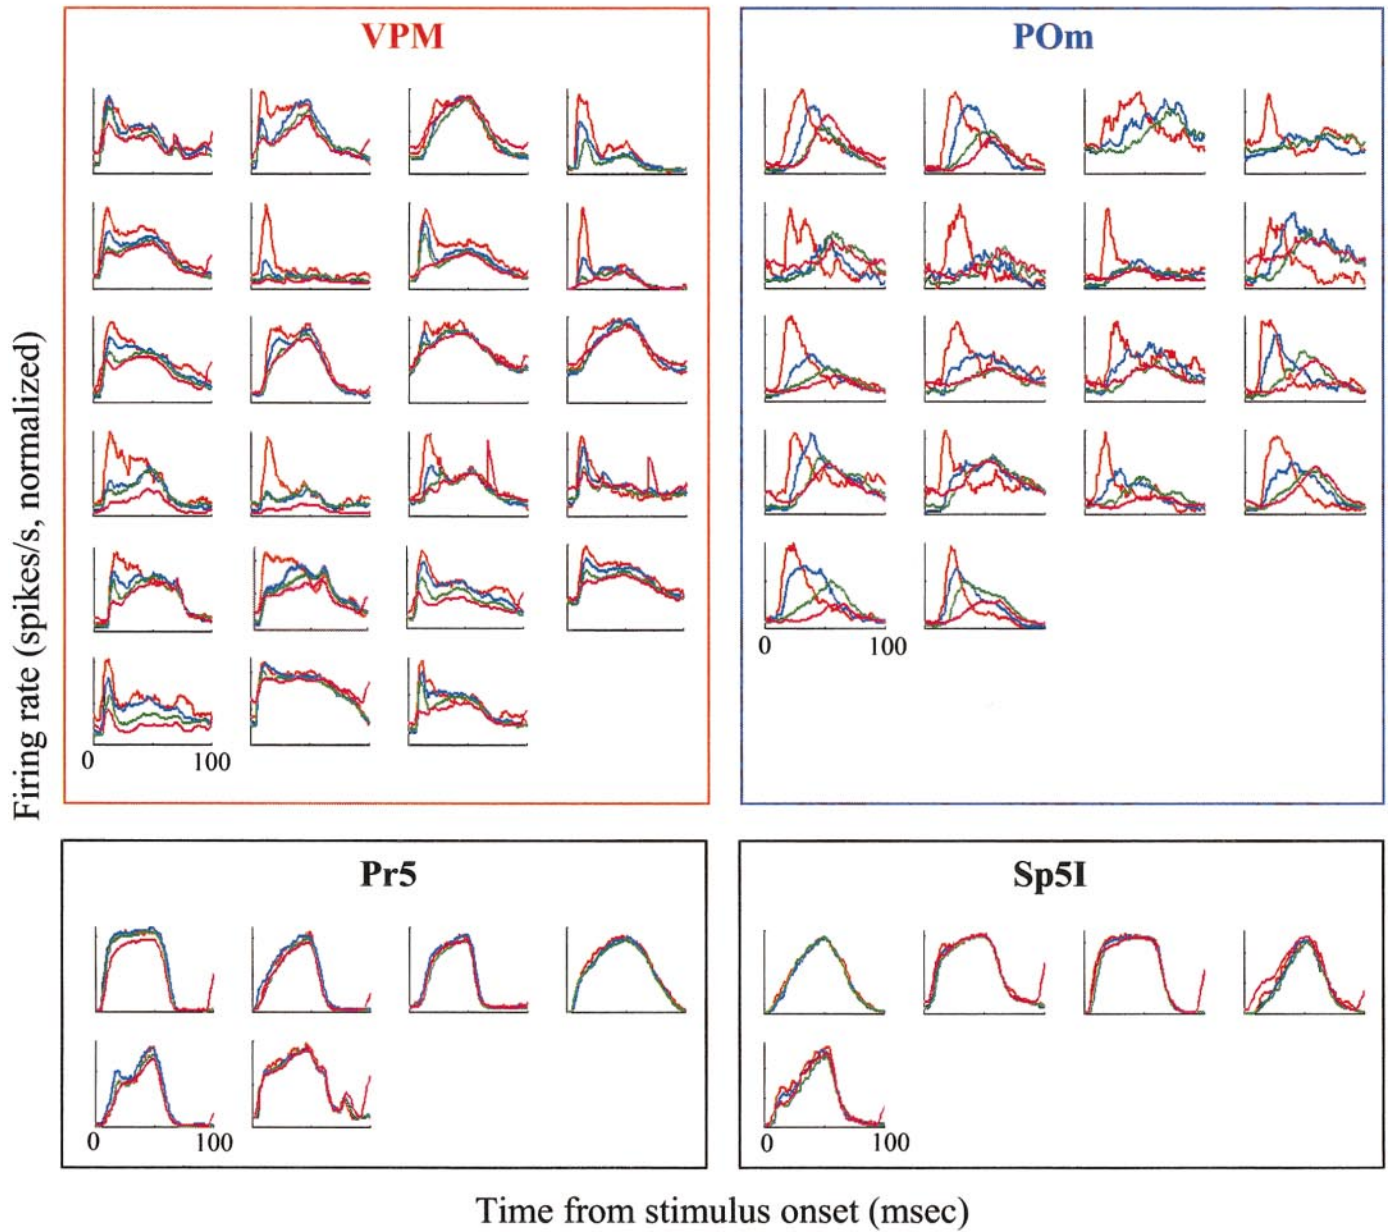 VPM
POm
Firing rate (spikes/s, normalized)
0 100
0 100
Pr5
Sp5I
0 100
0 100
Time from stimulus onset (msec)